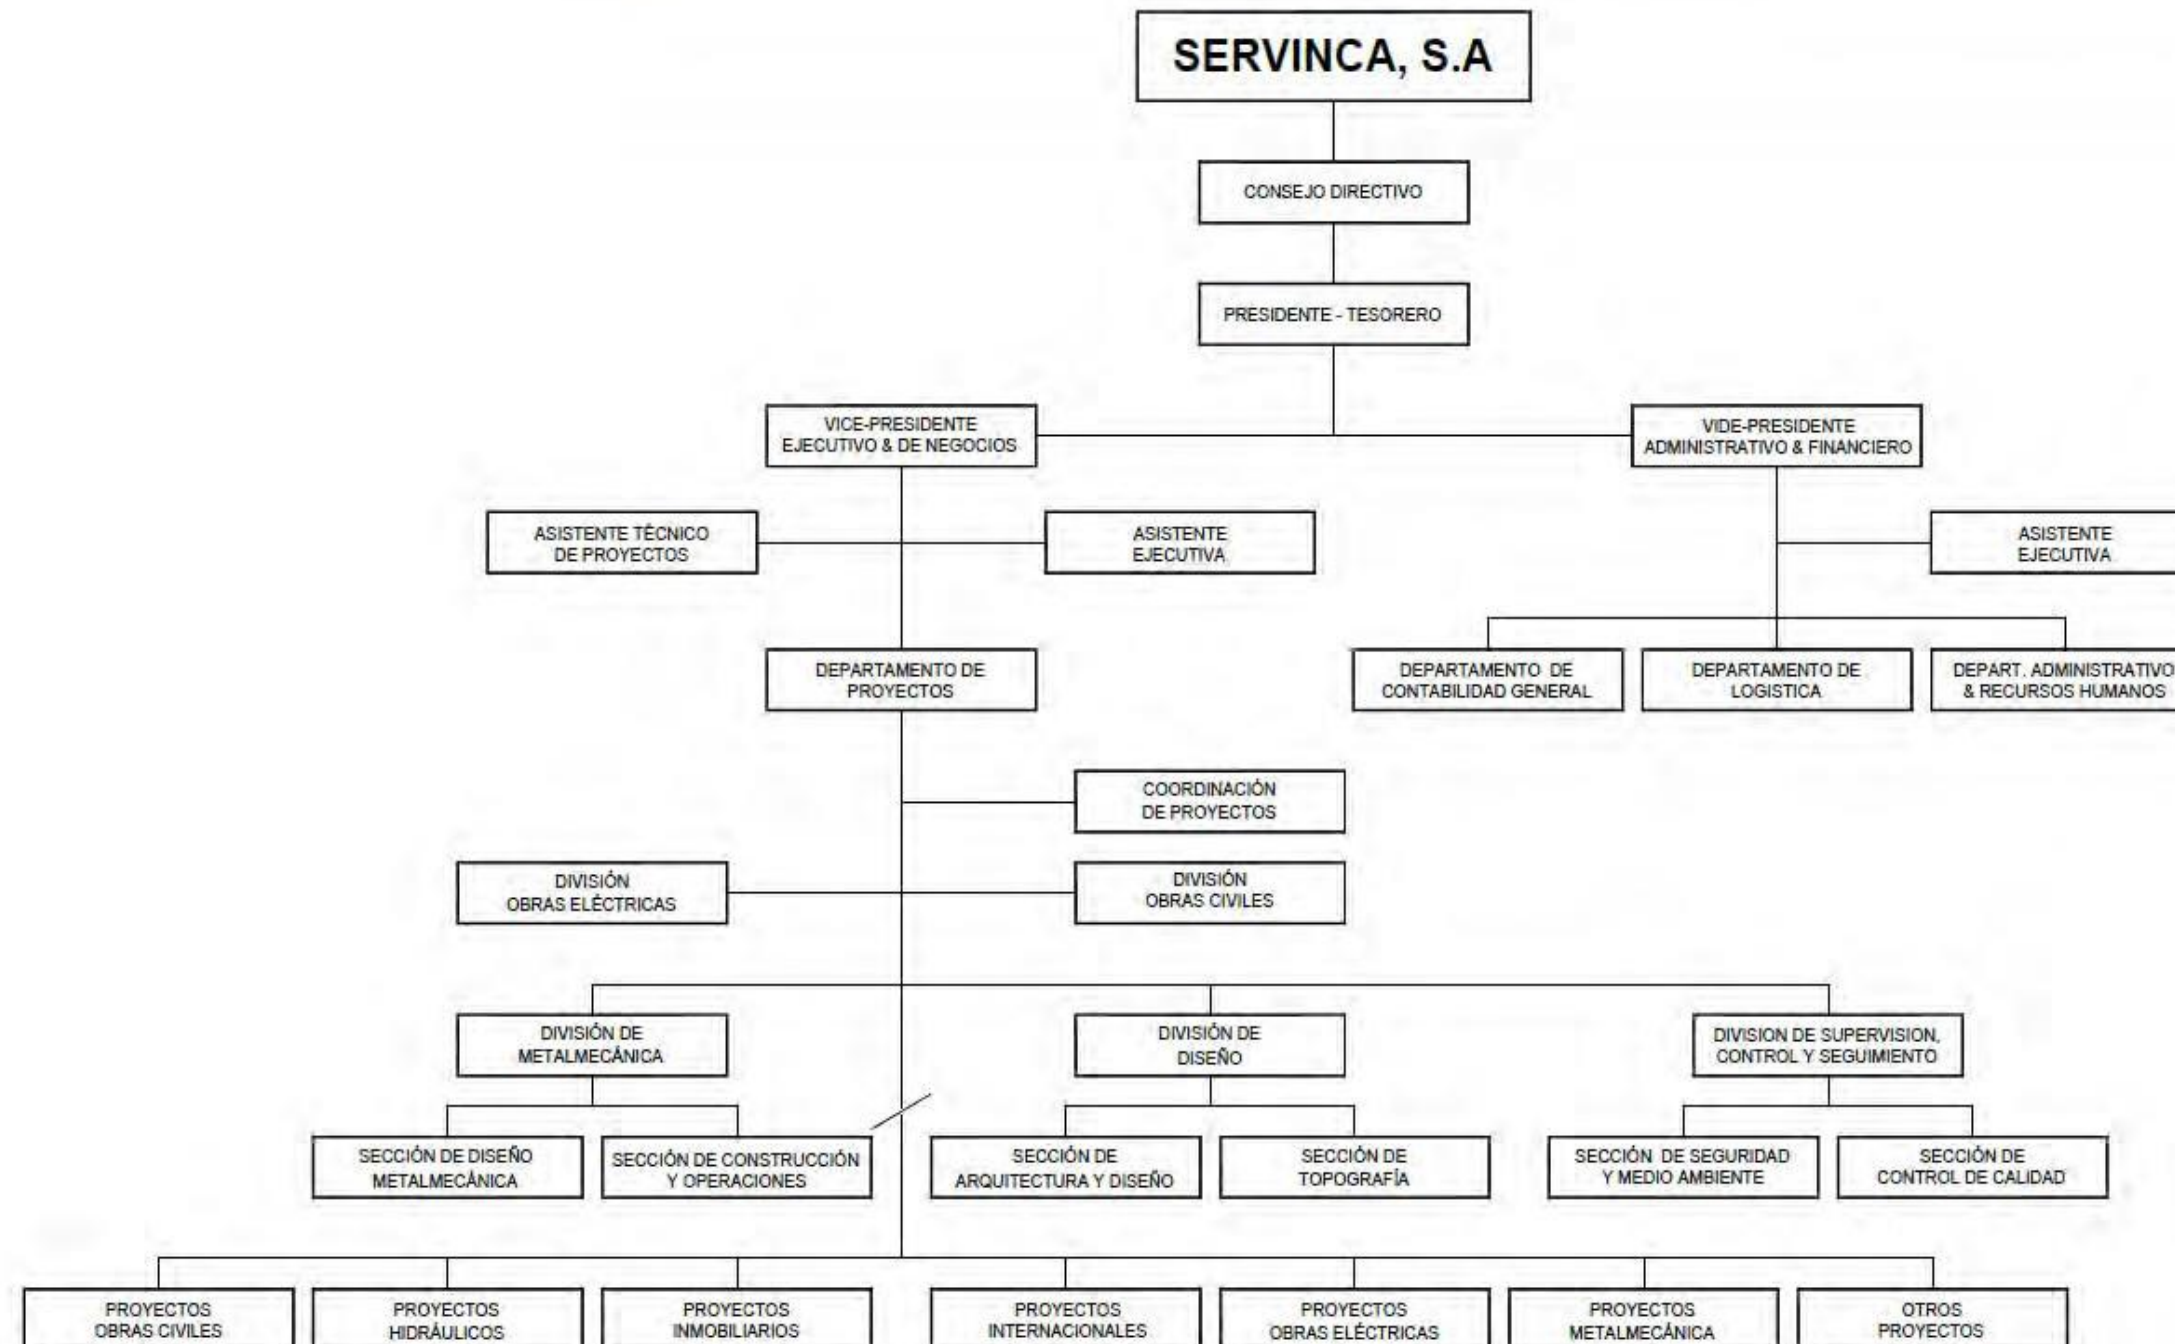 SERVINCA, S.A
CONSEJO DIRECTIVO
PRESIDENTE - TESORERO
VICE-PRESIDENTE
EJECUTIVO & DE NEGOCIOS
VIDE-PRESIDENTE
ADMINISTRATIVO & FINANCIERO
ASISTENTE TÉCNICO
DE PROYECTOS
ASISTENTE
EJECUTIVA
ASISTENTE
EJECUTIVA
DEPARTAMENTO DE
PROYECTOS
DEPARTAMENTO DE
CONTABILIDAD GENERAL
DEPARTAMENTO DE
LOGISTICA
DEPART. ADMINISTRATIVO
& RECURSOS HUMANOS
COORDINACIÓN
DE PROYECTOS
DIVISIÓN
OBRAS ELÉCTRICAS
DIVISIÓN
OBRAS CIVILES
DIVISIÓN DE
METALMECÁNICA
DIVISIÓN DE
DISEÑO
DIVISION DE SUPERVISION,
CONTROL Y SEGUIMIENTO
SECCIÓN DE DISEÑO
METALMECÁNICA
SECCIÓN DE CONSTRUCCIÓN
Y OPERACIONES
SECCIÓN DE
ARQUITECTURA Y DISEÑO
SECCIÓN DE
TOPOGRAFÍA
SECCIÓN DE SEGURIDAD
Y MEDIO AMBIENTE
SECCIÓN DE
CONTROL DE CALIDAD
PROYECTOS
OBRAS CIVILES
PROYECTOS
HIDRÁULICOS
PROYECTOS
INMOBILIARIOS
PROYECTOS
INTERNACIONALES
PROYECTOS
OBRAS ELÉCTRICAS
PROYECTOS
METALMECÁNICA
OTROS
PROYECTOS